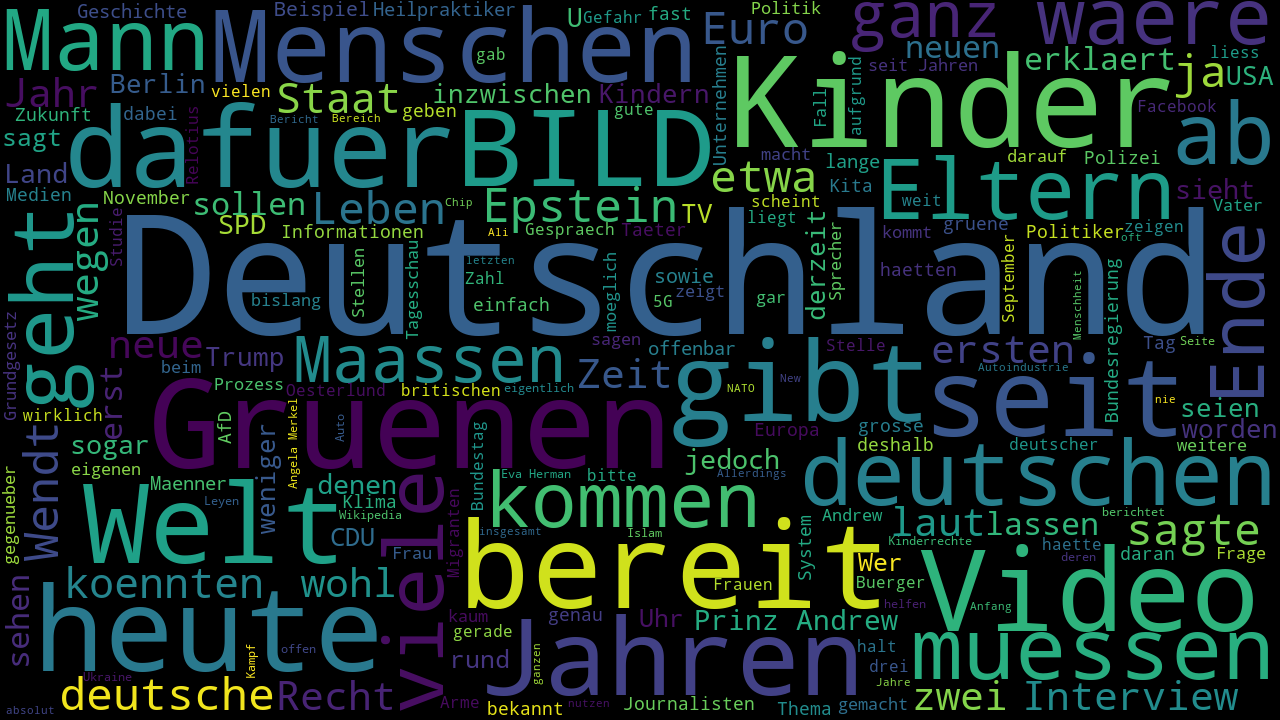 Geschichte Beispiel Heilpraktiker U Gefahr fast Politik ganz waere
Mann Menschen gab Euro neuen erklaert liess
Jahr Berlin vielen Staat inzwischen Kindern Unternehmen seit Jahren ja USA
Zukunft dabei Bericht Bereich geben gute Kinder Fall aufgrund Facebook
sagt dafuer BILD ab
Relotius macht lange darauf Polizei
Land etwa Kita Eltern sieht
Medien November sollen Leben Chip Epstein TV scheint weit Vater
Studie SPD Informationen Ali Gespraech Taeter liegt derzeit Sprecher kommt gruene Politiker zeigen oft
geht wegen Deutschland Ende
letzten sowie haetten
bislang Stellen Tagesschau Zahl einfach moeglich 5G zeigt gar September Menschheit Bundesregierung
Grundgesetz neue Trump Maassen sagen offenbar Stelle ersten Tag Seite
erst beim Zeit gibt Autoindustrie
Prozess Oesterlund britischen eigentlich NATO New seit nie
wirklich Gruenen AfD Angela Merkel Auto Europa grosse seien
Wendt sogar weniger jedoch deshalb deutscher weitere worden
eigenen Maenner denen Bundestag Eva Herman bitte Allerdings deutschen
gegenueber Welt Leyen Klima Wikipedia viele Migranten kommen berichtet
CDU insgesamt Islam System Andrew laut lassen sagte
Frau bereit Wer Kinderrechte haette deren daran Frage
sehen koennten wohl Frauen Buerger Video
heute kaum genau Uhr Prinz Andrew helfen Anfang
gerade Jahren halt muessen
Kampf offen rund ganzen drei
Ukraine Jahre
absolut deutsche Recht Arme bekannt nutzen Journalisten Thema gemacht zwei Interview